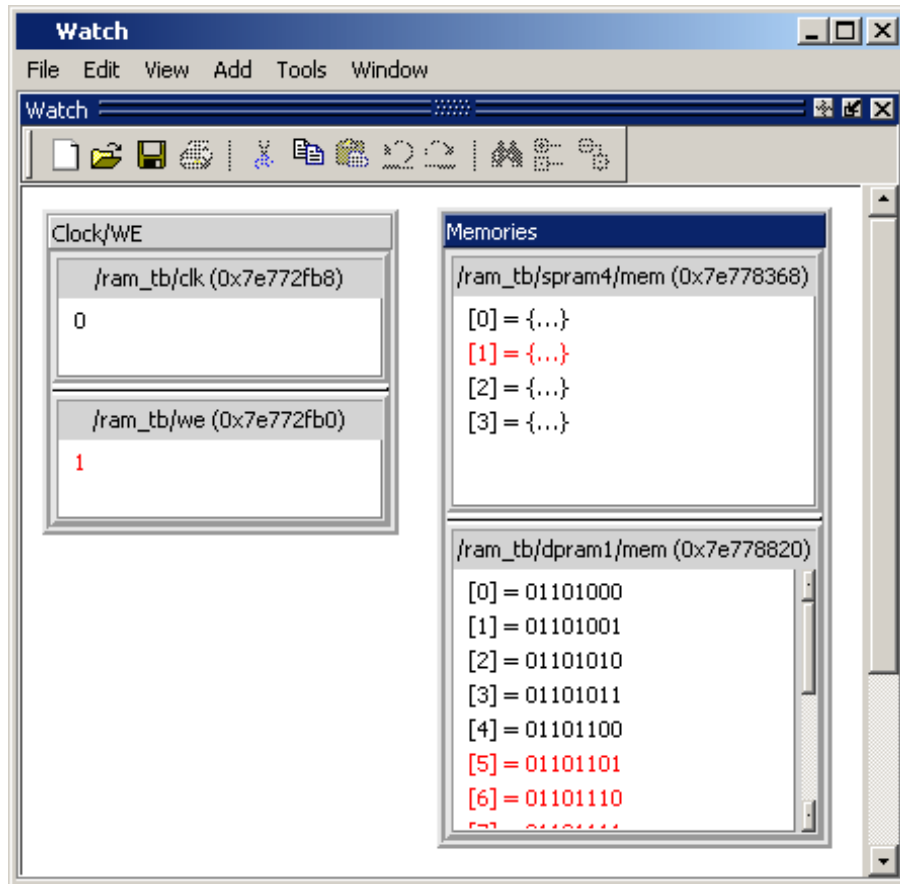 Watch
File Edit View Add Tools Window
Watch
Clock/WE
/ram_tb/clk (0x7e772fb8)
0
/ram_tb/we (0x7e772fb0)
1
Memories
/ram_tb/spram4/mem (0x7e778368)
[0] = {...}
[1] = {...}
[2] = {...}
[3] = {...}
/ram_tb/dpram1/mem (0x7e778820)
[0] = 01101000
[1] = 01101001
[2] = 01101010
[3] = 01101011
[4] = 01101100
[5] = 01101101
[6] = 01101110